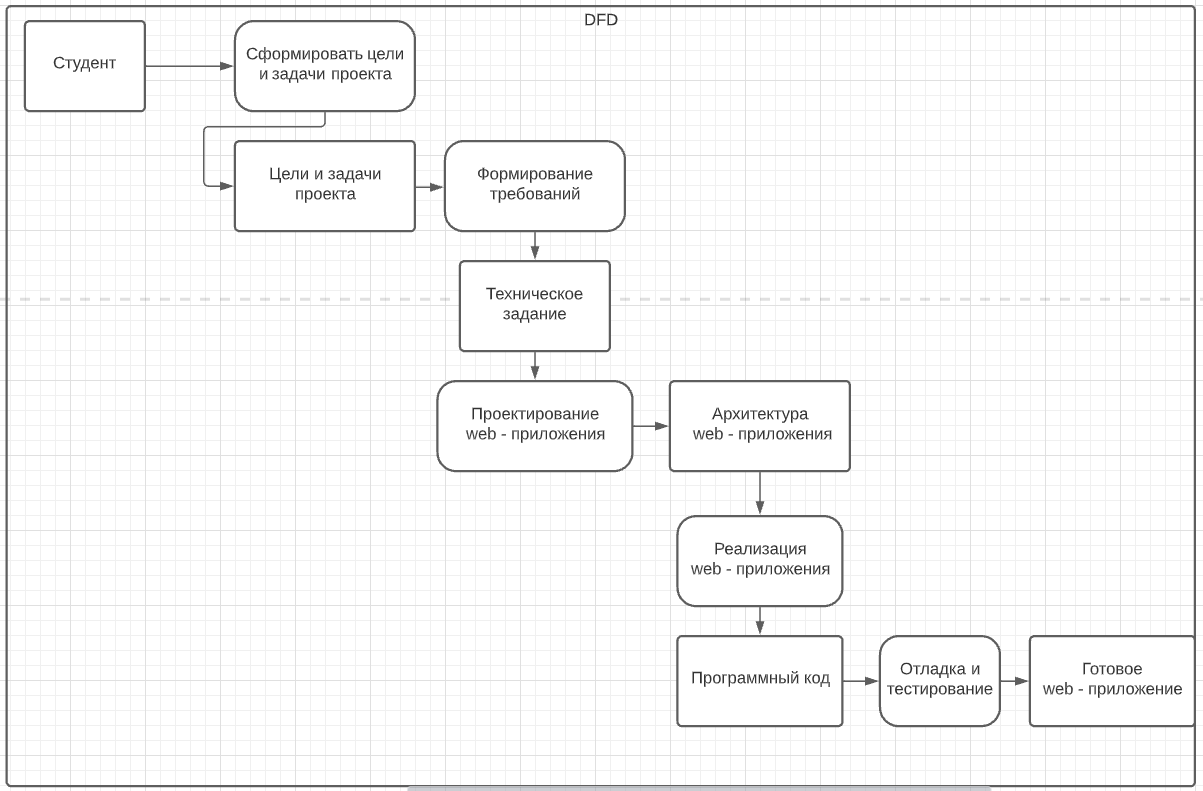 DFD
Студент
Сформировать цели
и задачи проекта
Цели и задачи
проекта
Формирование
требований
Техническое
задание
Проектирование
web - приложения
Архитектура
web - приложения
Реализация
web - приложения
Программный код
Отладка и
тестирование
Готовое
web - приложение